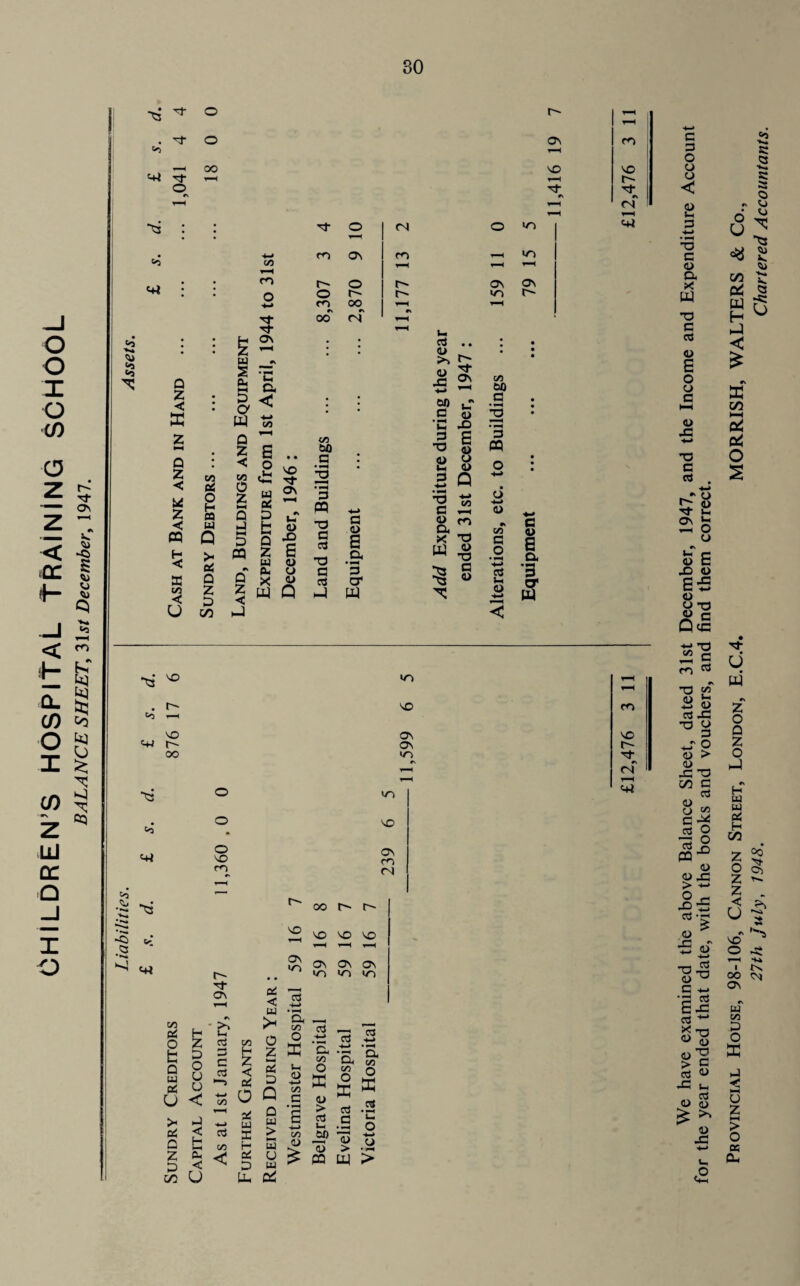 30
CHILDREN'S HOSPITAL TRAINING SCHOOL
BALANCE SHEET, 31st December, 1947.
Liabilities.
£ s. d. £ s. d. £ s. d.
SUNDRY CREDITORS 876 17 6
CAPITAL ACCOUNT
As at 1st January, 1947 11,360 0 0
FURTHER GRANTS
RECEIVED DURING YEAR:
Westminster Hospital 59 16 7
Belgrave Hospital 59 16 8
Evelina Hospital 59 16 7
Victoria Hospital 59 16 7
239 6 5
11,599 6 5
£12,476 3 11
Assets.
£ s. d. £ s. d.
CASH AT BANK AND IN HAND ... ... ... 1,041 4 4
SUNDRY DEBTORS ... ... ... ... 18 0 0
LAND, BUILDINGS AND EQUIPMENT
EXPENDITURE from 1st April, 1944 to 31st
December, 1946:
Land and Buildings ... ... 8,307 3 4
Equipment ... ... ... 2,870 9 10
11,177 13 2
Add Expenditure during the year
ended 31st December, 1947:
Alterations, etc. to Buildings ... 159 11 0
Equipment ... ... ... 79 15 5
11,416 19 7
£12,476 3 11
We have examined the above Balance Sheet, dated 31st December, 1947, and the Income and Expenditure Account
for the year ended that date, with the books and vouchers, and find them correct.
MORRISH, WALTERS & Co.,
Chartered Accountants.
PROVINCIAL HOUSE, 98-106, CANNON STREET, LONDON, E.C.4.
27th July, 1948.